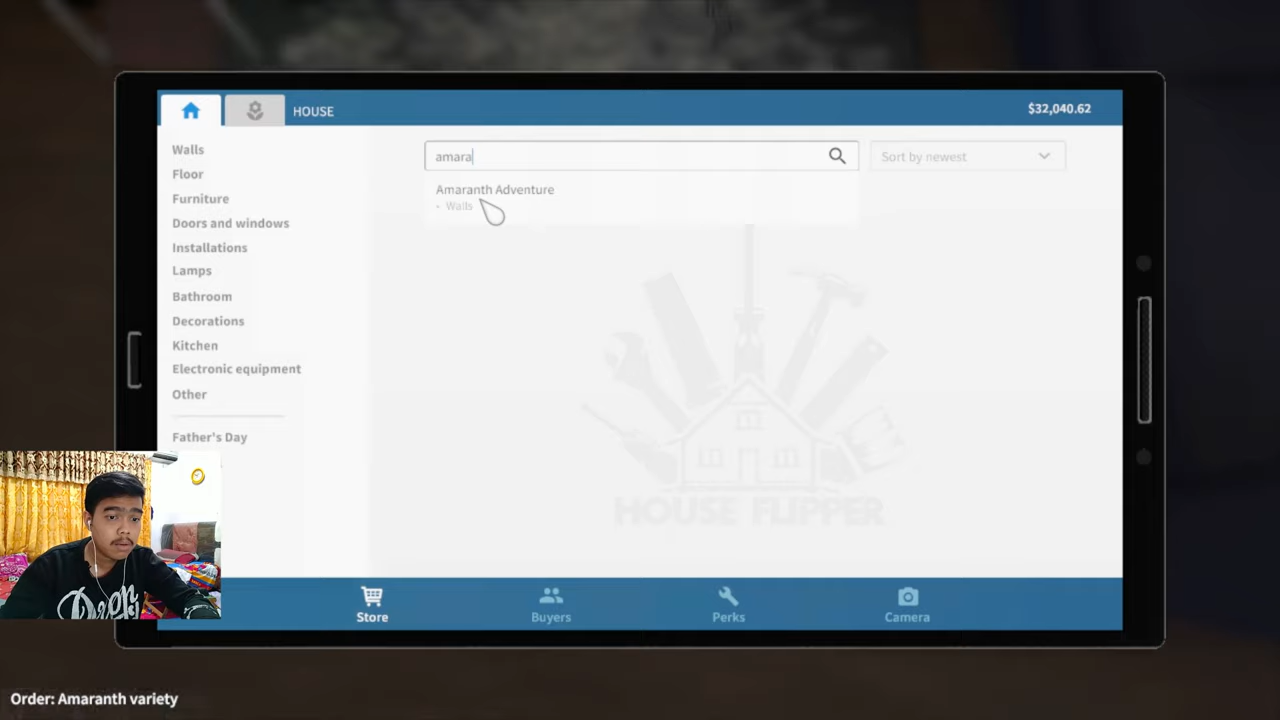 HOUSE
$32,040.62
Walls
Floor
Furniture
Doors and windows
Installations
Lamps
Bathroom
Decorations
Kitchen
Electronic equipment
Other
Father's Day
amara
Sort by newest
Amaranth Adventure
• Walls
HOUSE FLIPPER
Store
Buyers
Perks
Camera
Order: Amaranth variety